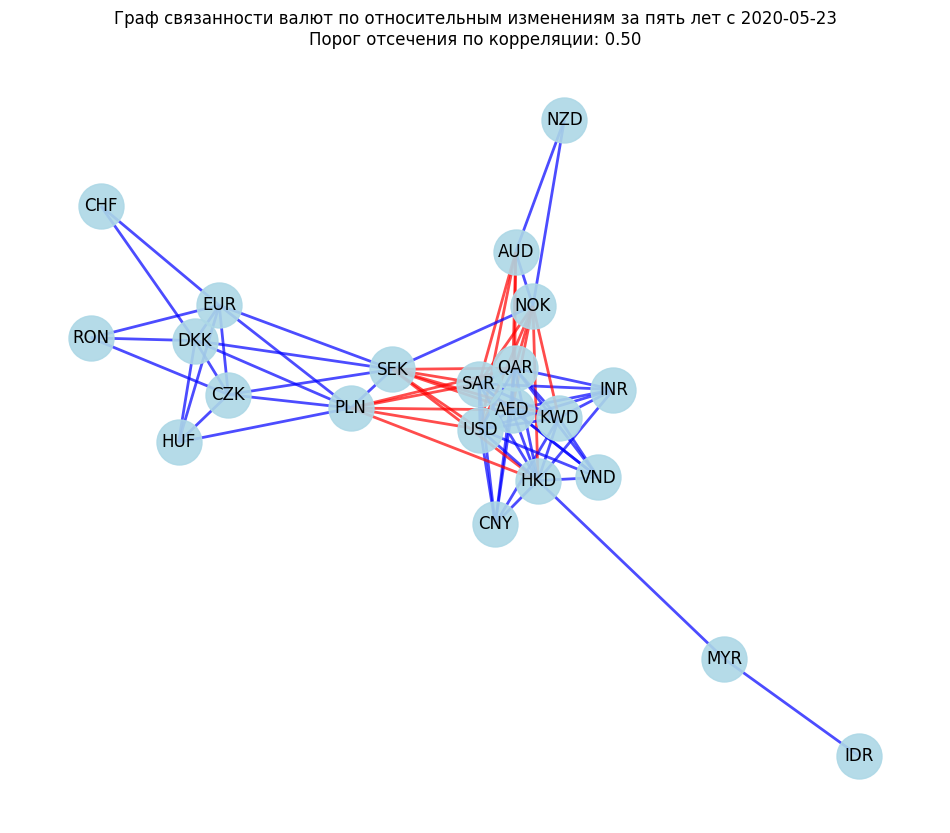 Граф связанности валют по относительным изменениям за пять лет с 2020-05-23
Порог отсечения по корреляции: 0.50
NZD
CHF
AUD
EUR
NOK
RON
DKK
QAR
SEK
SAR
INR
CZK
PLN
AED
KWD
USD
HUF
VND
HKD
CNY
MYR
IDR